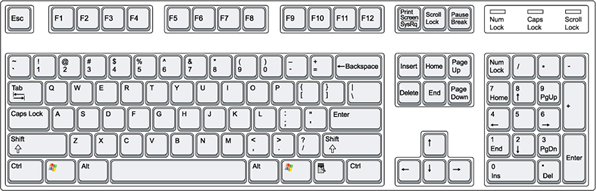 Esc F1 F2 F3 F4 F5 F6 F7 F8 F9 F10 F11 F12 Print Screen SysRq Scroll Lock Pause Break Num Lock Caps Lock Scroll Lock
~ ` ! 1 @ 2 # 3 $ 4 % 5 ^ 6 & 7 * 8 ( 9 ) 0 _ - + = ←Backspace Insert Home Page Up Num Lock / * -
Tab Q W E R T Y U I O P { [ } ] | \ Delete End Page Down 7 Home 8 ↑ 9 PgUp +
Caps Lock A S D F G H J K L : ; " ' Enter 4 ← 5 6 →
Shift Z X C V B N M < , > . ? / Shift ↑ 1 End 2 ↓ 3 PgDn Enter
Ctrl Alt Alt Ctrl ← ↓ → 0 Ins . Del